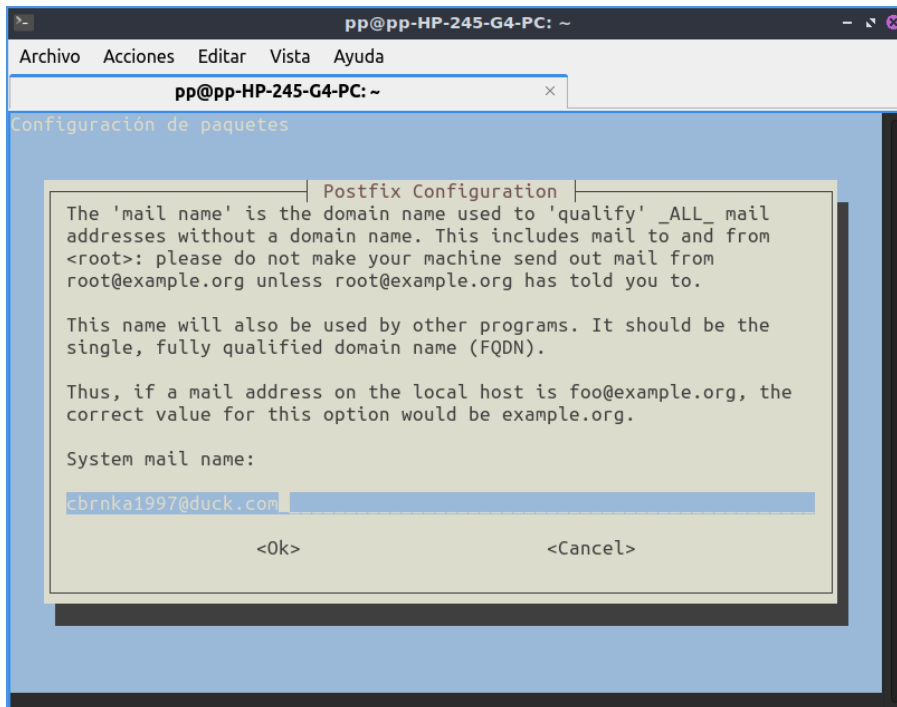 pp@pp-HP-245-G4-PC: ~
Archivo Acciones Editar Vista Ayuda
pp@pp-HP-245-G4-PC: ~
Configuración de paquetes
Postfix Configuration
The 'mail name' is the domain name used to 'qualify' _ALL_ mail
addresses without a domain name. This includes mail to and from
<root>: please do not make your machine send out mail from
root@example.org unless root@example.org has told you to.
This name will also be used by other programs. It should be the
single, fully qualified domain name (FQDN).
Thus, if a mail address on the local host is foo@example.org, the
correct value for this option would be example.org.
System mail name:
cbrnka1997@duck.com
<Ok> <Cancel>